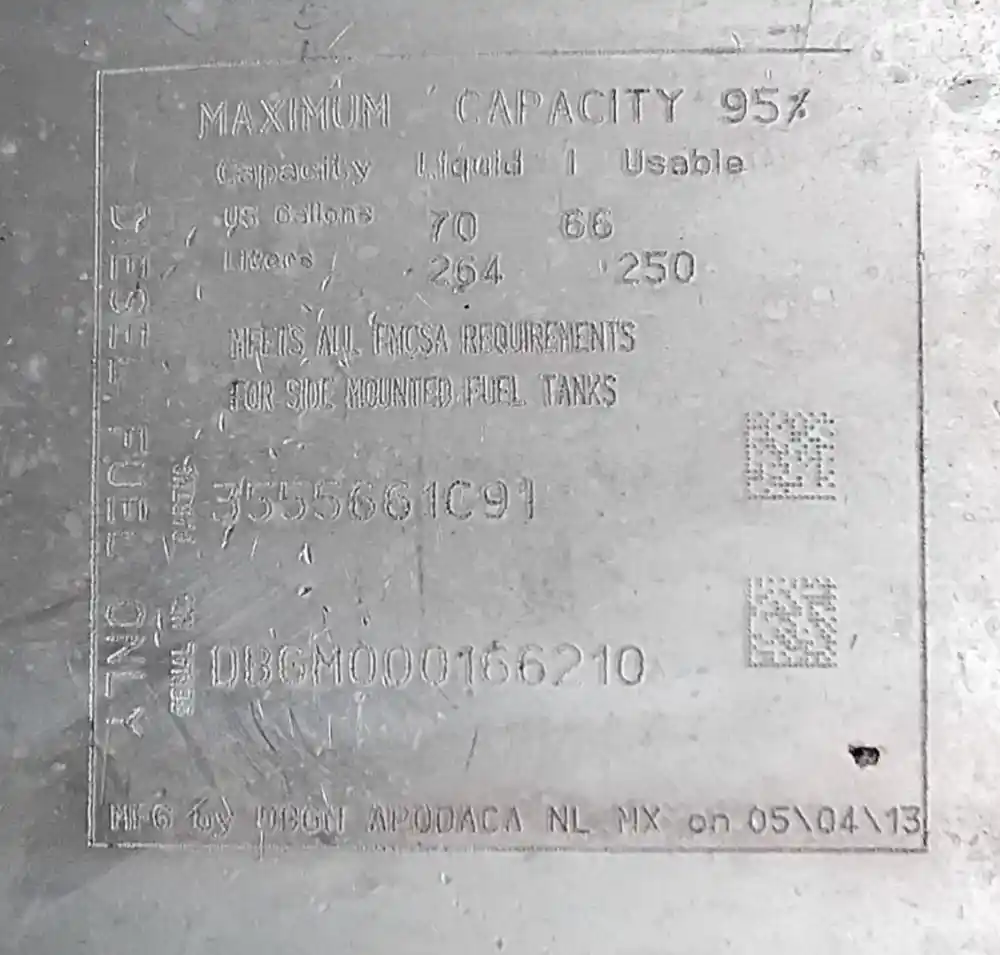 MAXIMUM CAPACITY 95%
Capacity Liquid | Usable
US Gallons 70 66
Liters 264 250
MEETS ALL FMCSA REQUIREMENTS
FOR SIDE MOUNTED FUEL TANKS
DIESEL FUEL ONLY
PART NO. 3555661C91
SERIAL NO. DBGM000166210
MFG by DBGM APODACA NL MX on 05\04\13